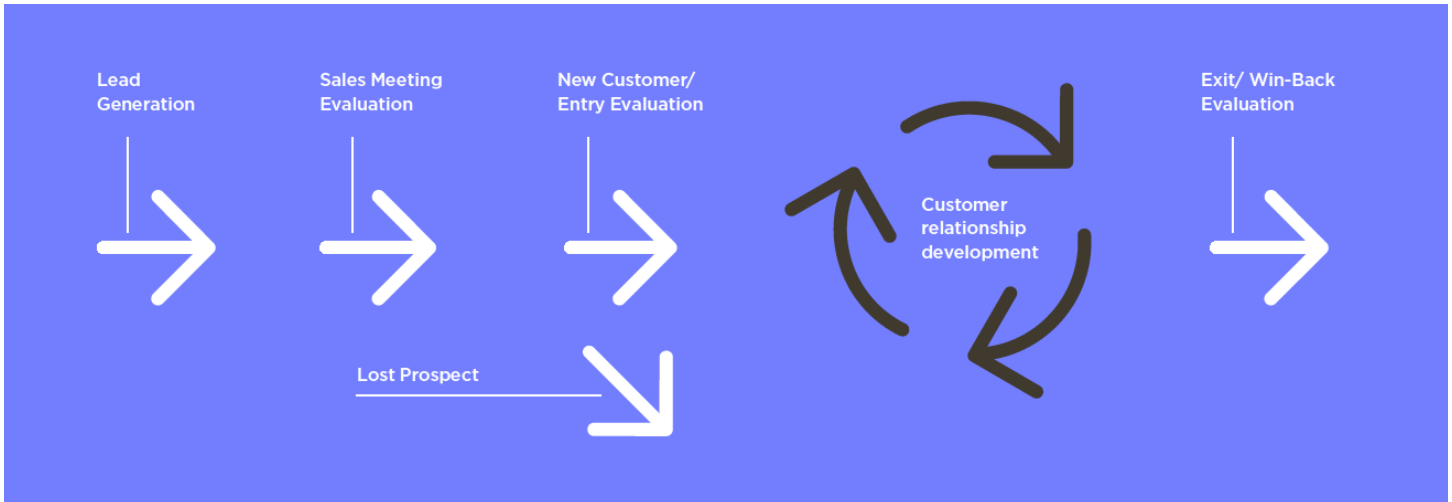 Lead
Generation
Sales Meeting
Evaluation
New Customer/
Entry Evaluation
Customer
relationship
development
Exit/ Win-Back
Evaluation
Lost Prospect